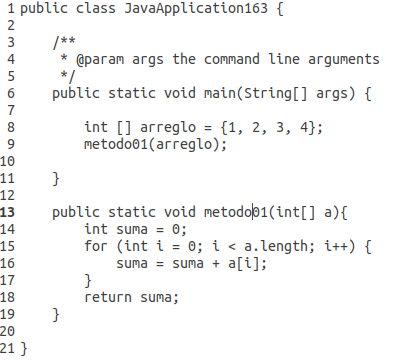 1 public class JavaApplication163 {
2
3     /**
4      * @param args the command line arguments
5      */
6     public static void main(String[] args) {
7
8         int [] arreglo = {1, 2, 3, 4};
9         metodo01(arreglo);
10
11     }
12
13     public static void metodo01(int[] a){
14         int suma = 0;
15         for (int i = 0; i < a.length; i++) {
16             suma = suma + a[i];
17         }
18         return suma;
19     }
20
21 }